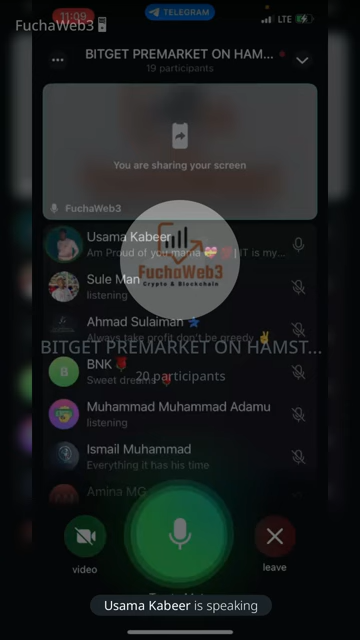 11:09
TELEGRAM
LTE
FuchaWeb3
BITGET PREMARKET ON HAM...
19 participants
You are sharing your screen
FuchaWeb3
Usama Kabeer
Am Proud of you mama 💝💯|| IT is my...
FuchaWeb3
Crypto & Blockchain
Sule Man
listening
Ahmad Sulaiman
Always take profit don't be greedy ✌
BITGET PREMARKET ON HAMST...
BNK🌹
Sweet dreams 🌹
20 participants
Muhammad Muhammad Adamu
listening
Ismail Muhammad
Everything it has his time
Amina MG
video
leave
Usama Kabeer is speaking